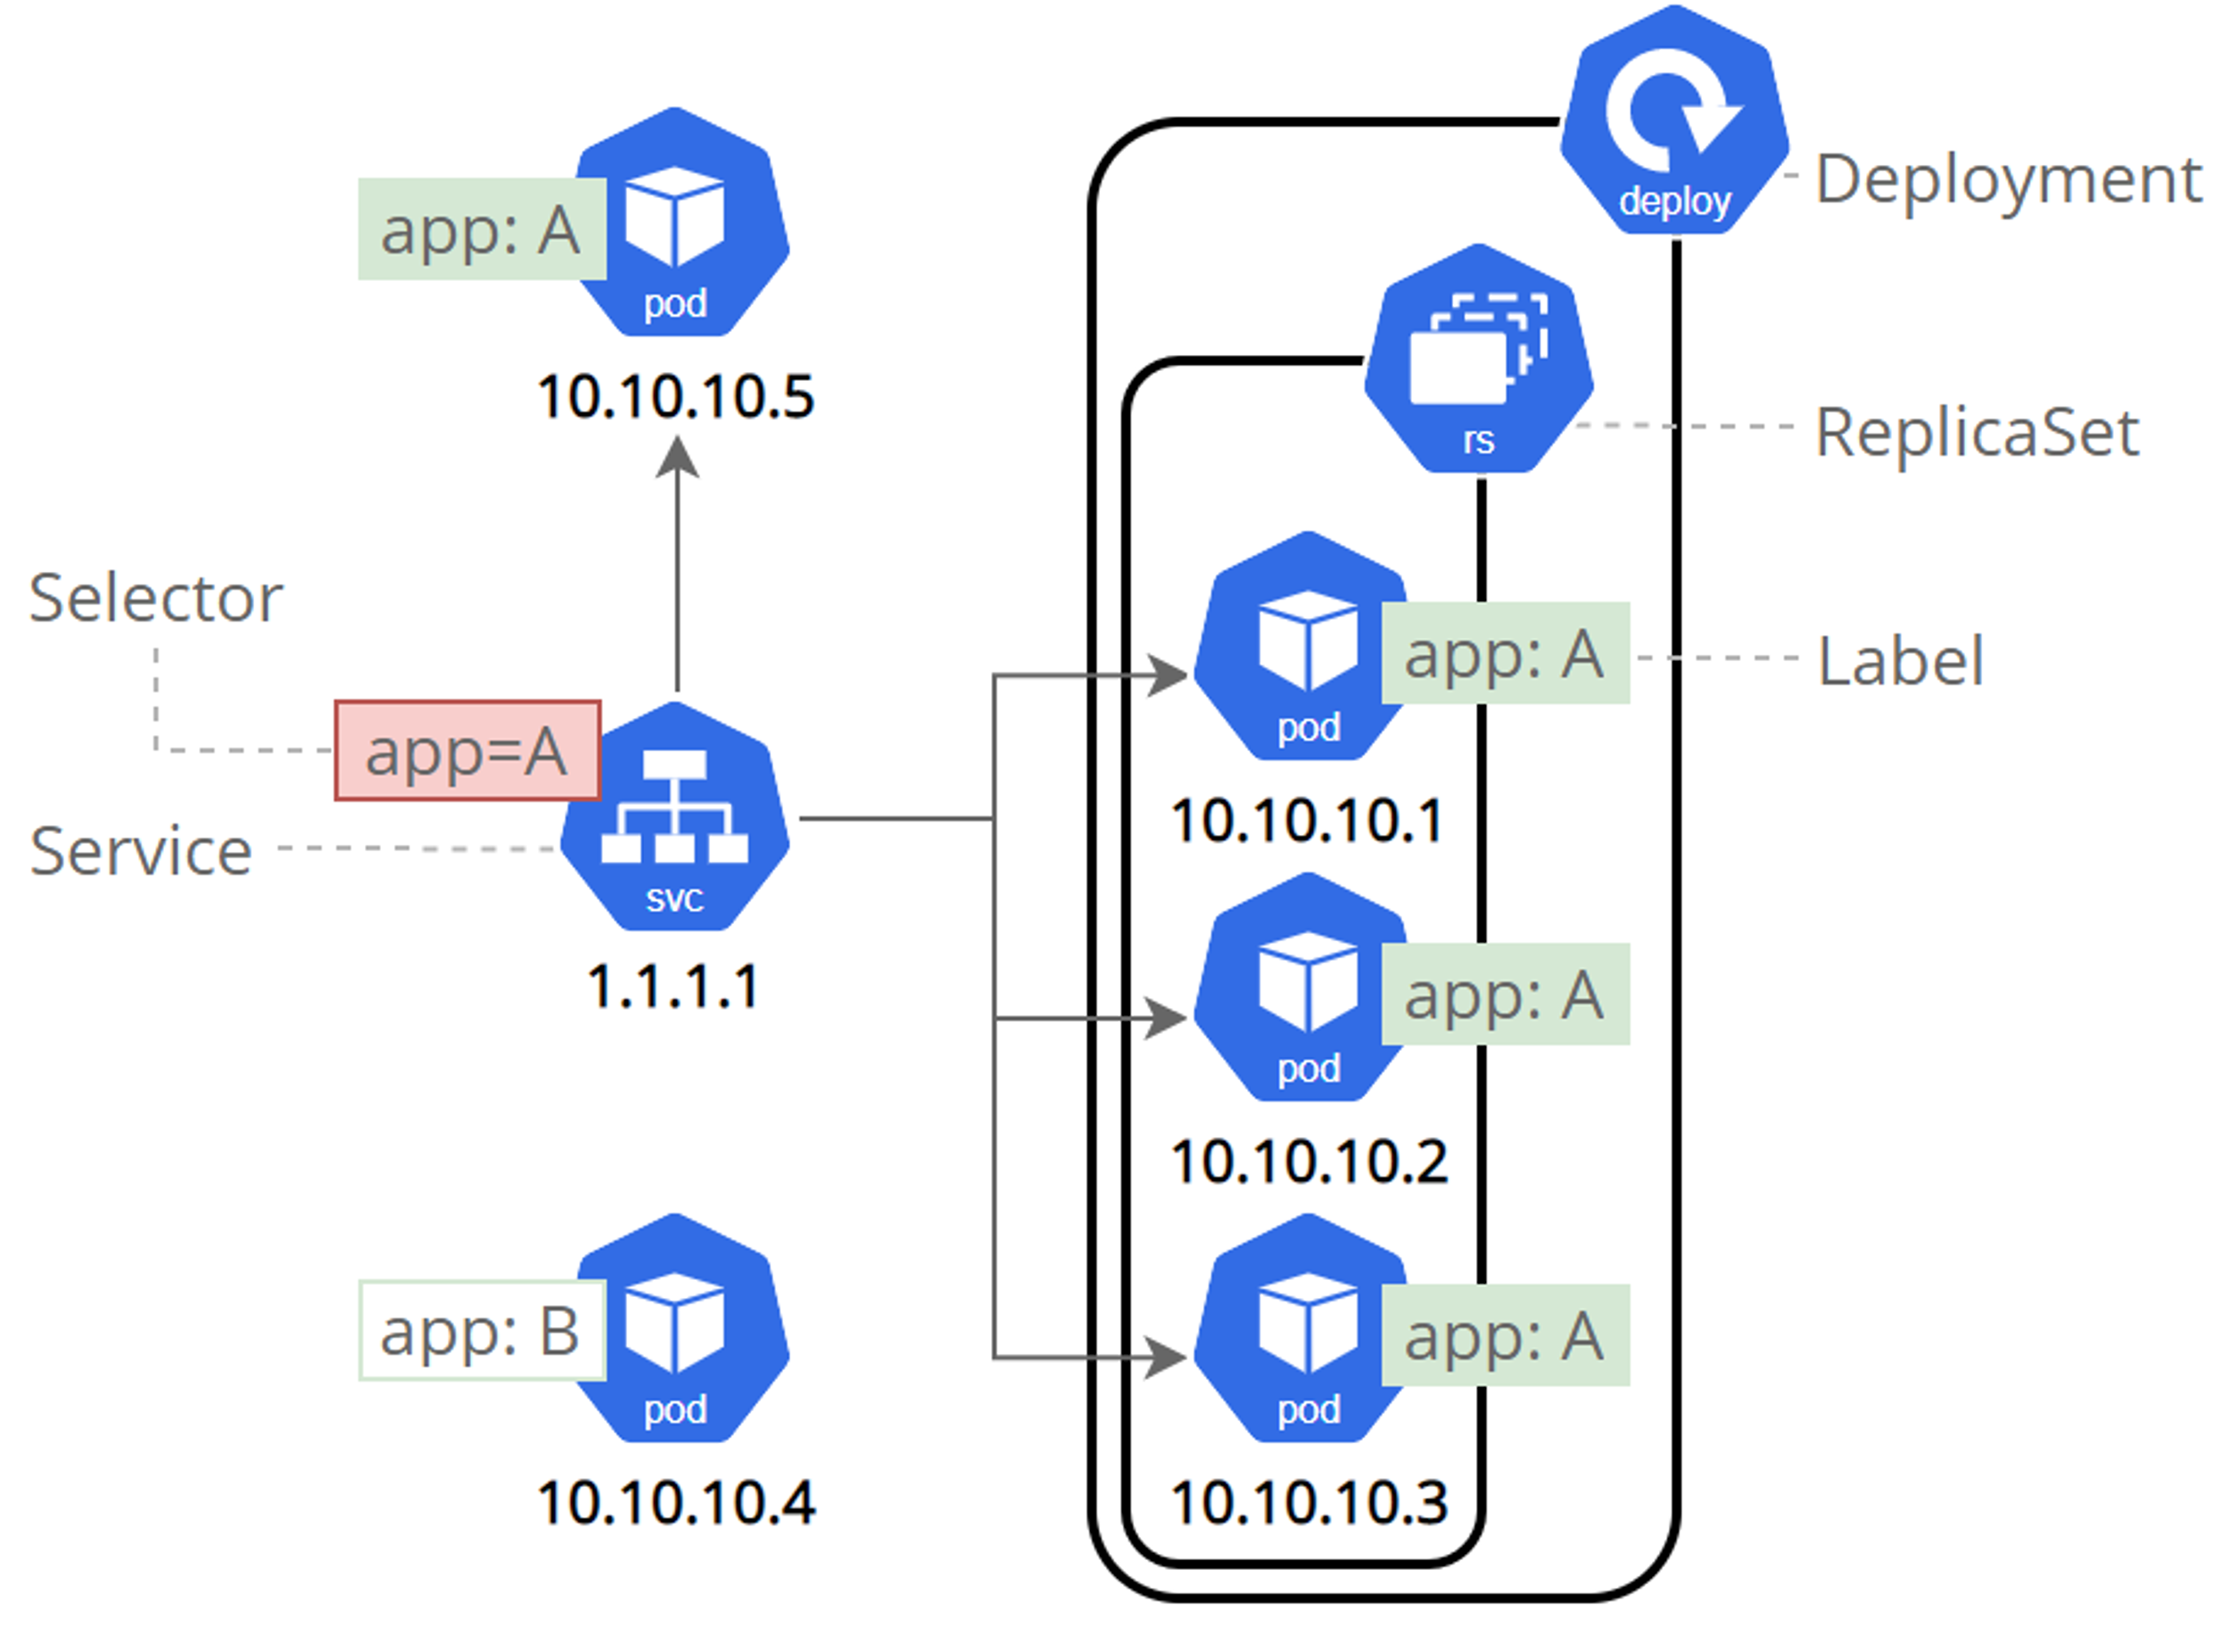 deploy
Deployment
app: A
pod
10.10.10.5
rs
ReplicaSet
Selector
app=A
Service
svc
1.1.1.1
pod
app: A
Label
10.10.10.1
pod
app: A
10.10.10.2
app: B
pod
10.10.10.4
pod
app: A
10.10.10.3